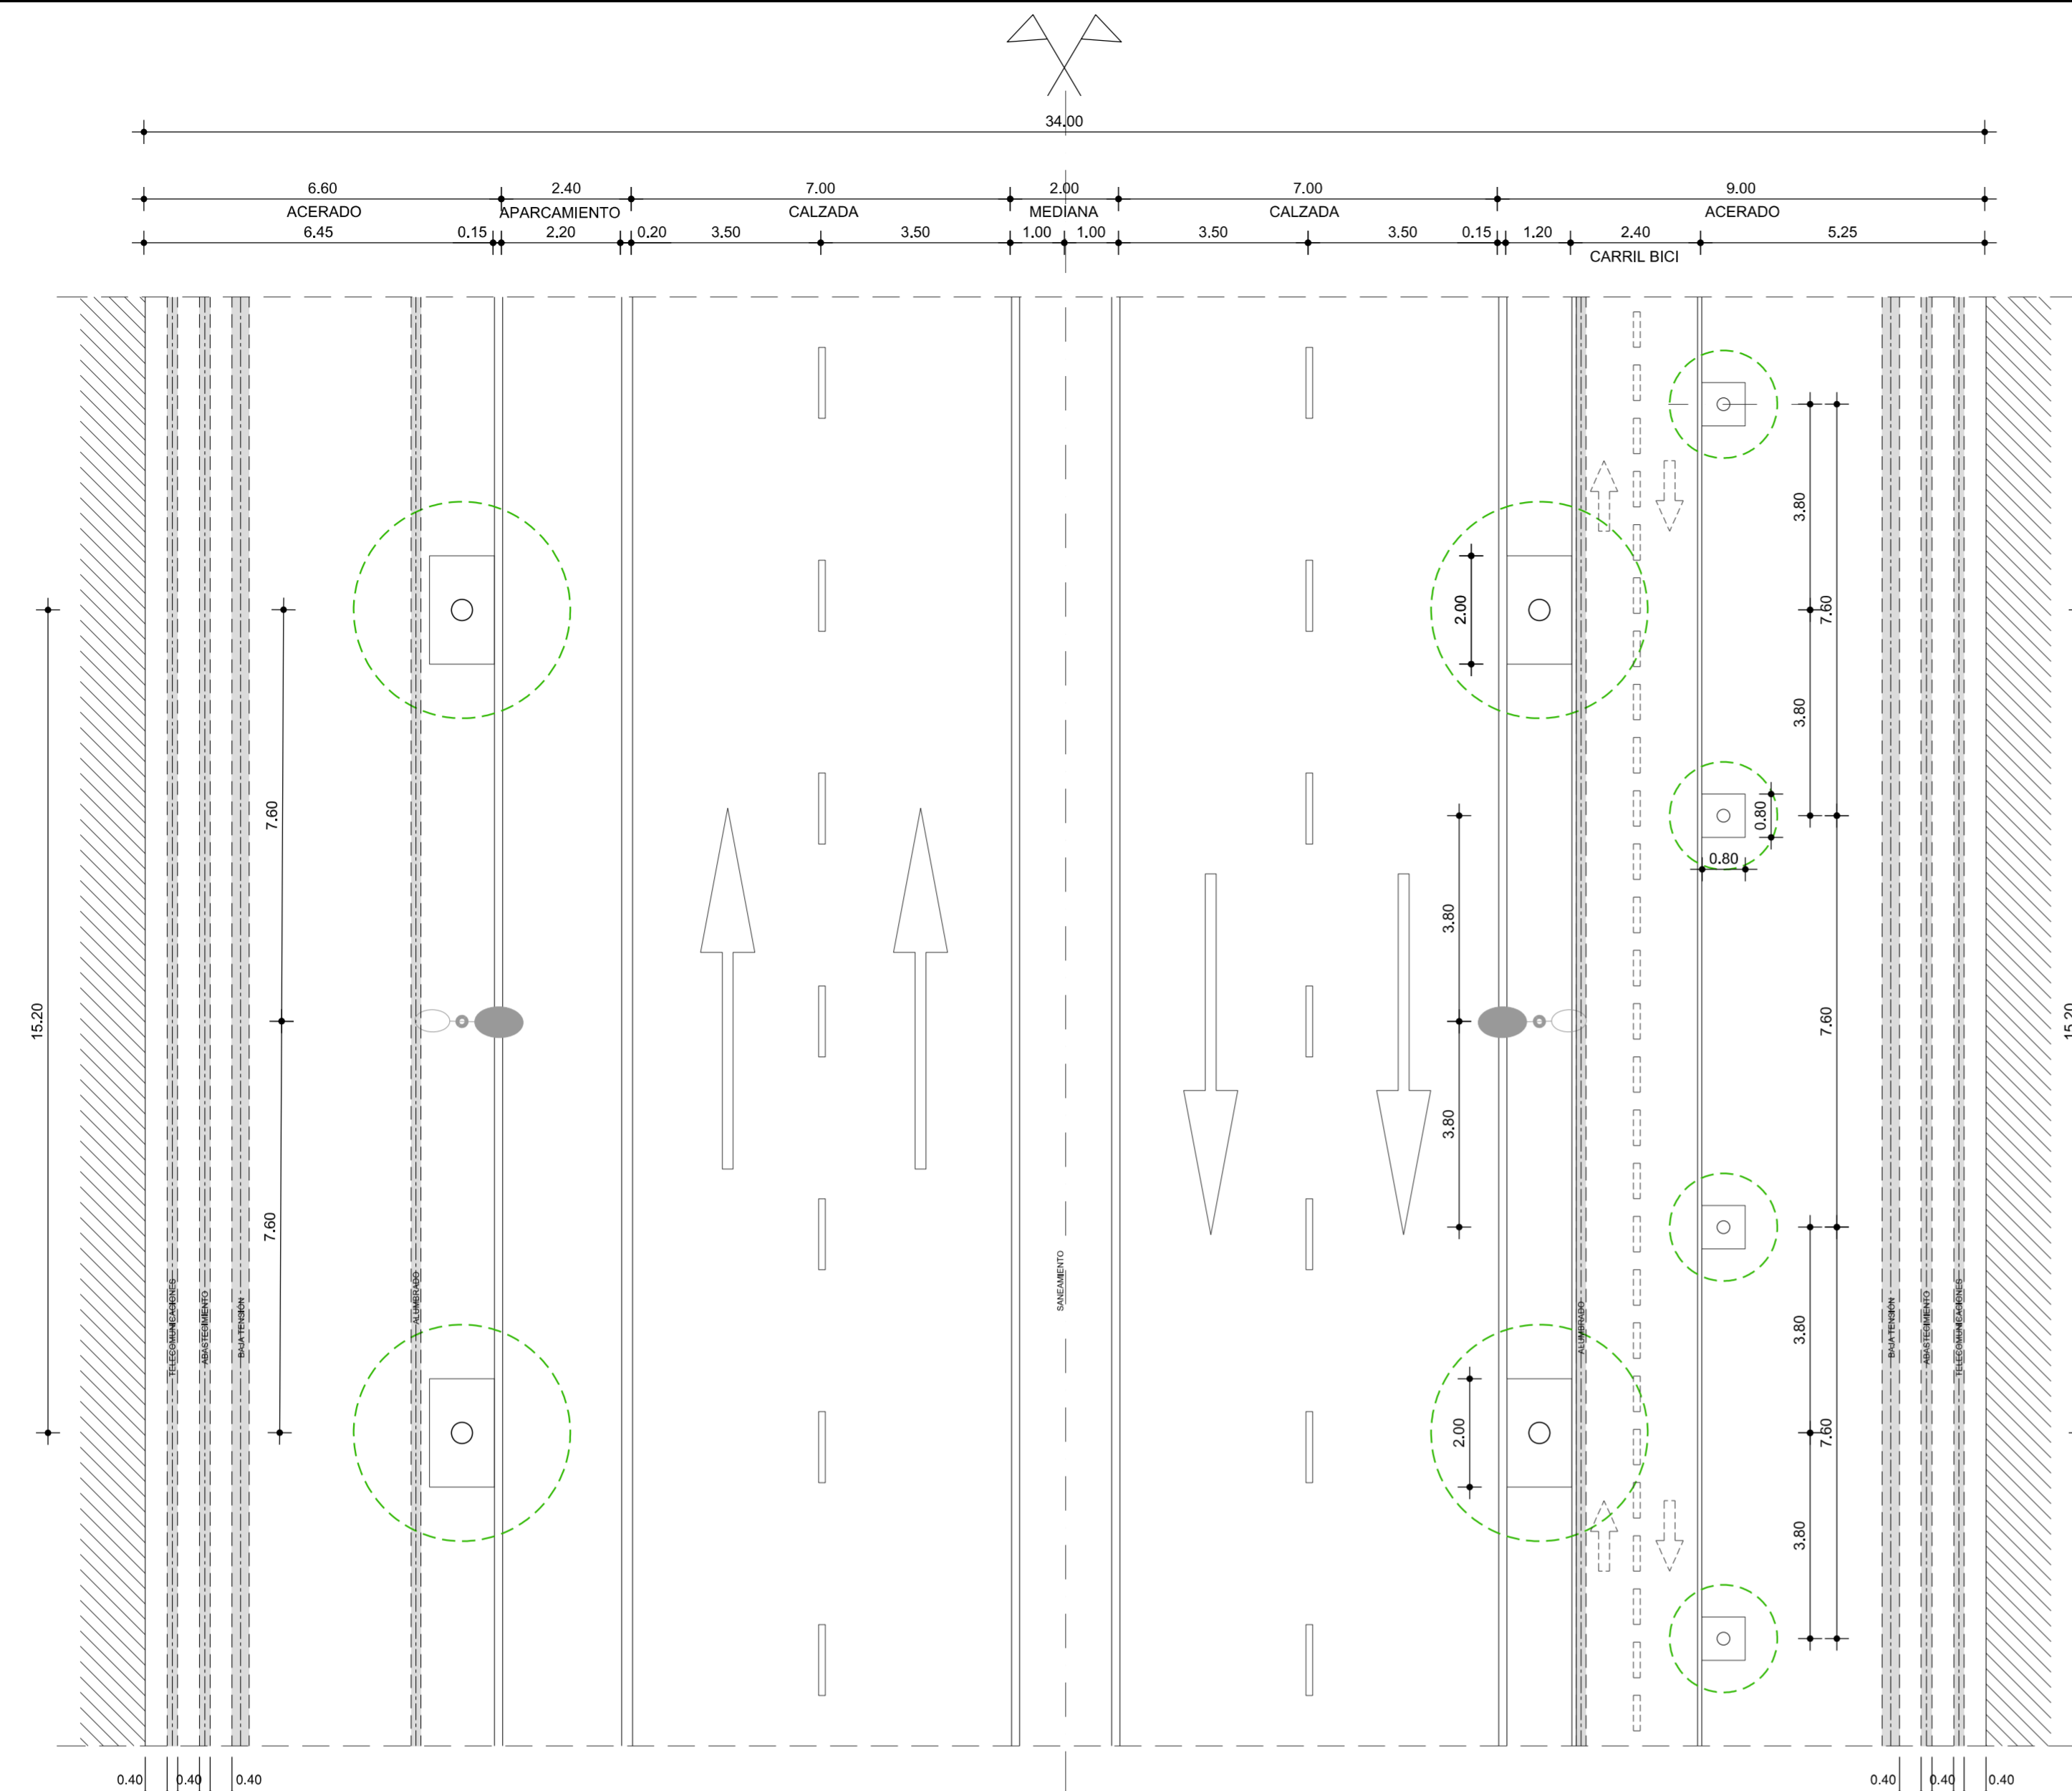 34.00
6.60 2.40 7.00 2.00 7.00 9.00
ACERADO APARCAMIENTO CALZADA MEDIANA CALZADA ACERADO
6.45 0.15 2.20 0.20 3.50 3.50 1.00 1.00 3.50 3.50 0.15 1.20 2.40 5.25
CARRIL BICI
3.80
2.00
7.60
3.80
7.60
0.80
0.80
3.80
15.20
7.60
15.20
3.80
7.60
SANEAMIENTO
TELECOMUNICACIONES
ABASTECIMIENTO
BAJA TENSIÓN
ALUMBRADO
ALUMBRADO
BAJA TENSIÓN
ABASTECIMIENTO
TELECOMUNICACIONES
3.80
2.00
7.60
3.80
0.40 0.40 0.40 0.40 0.40 0.40